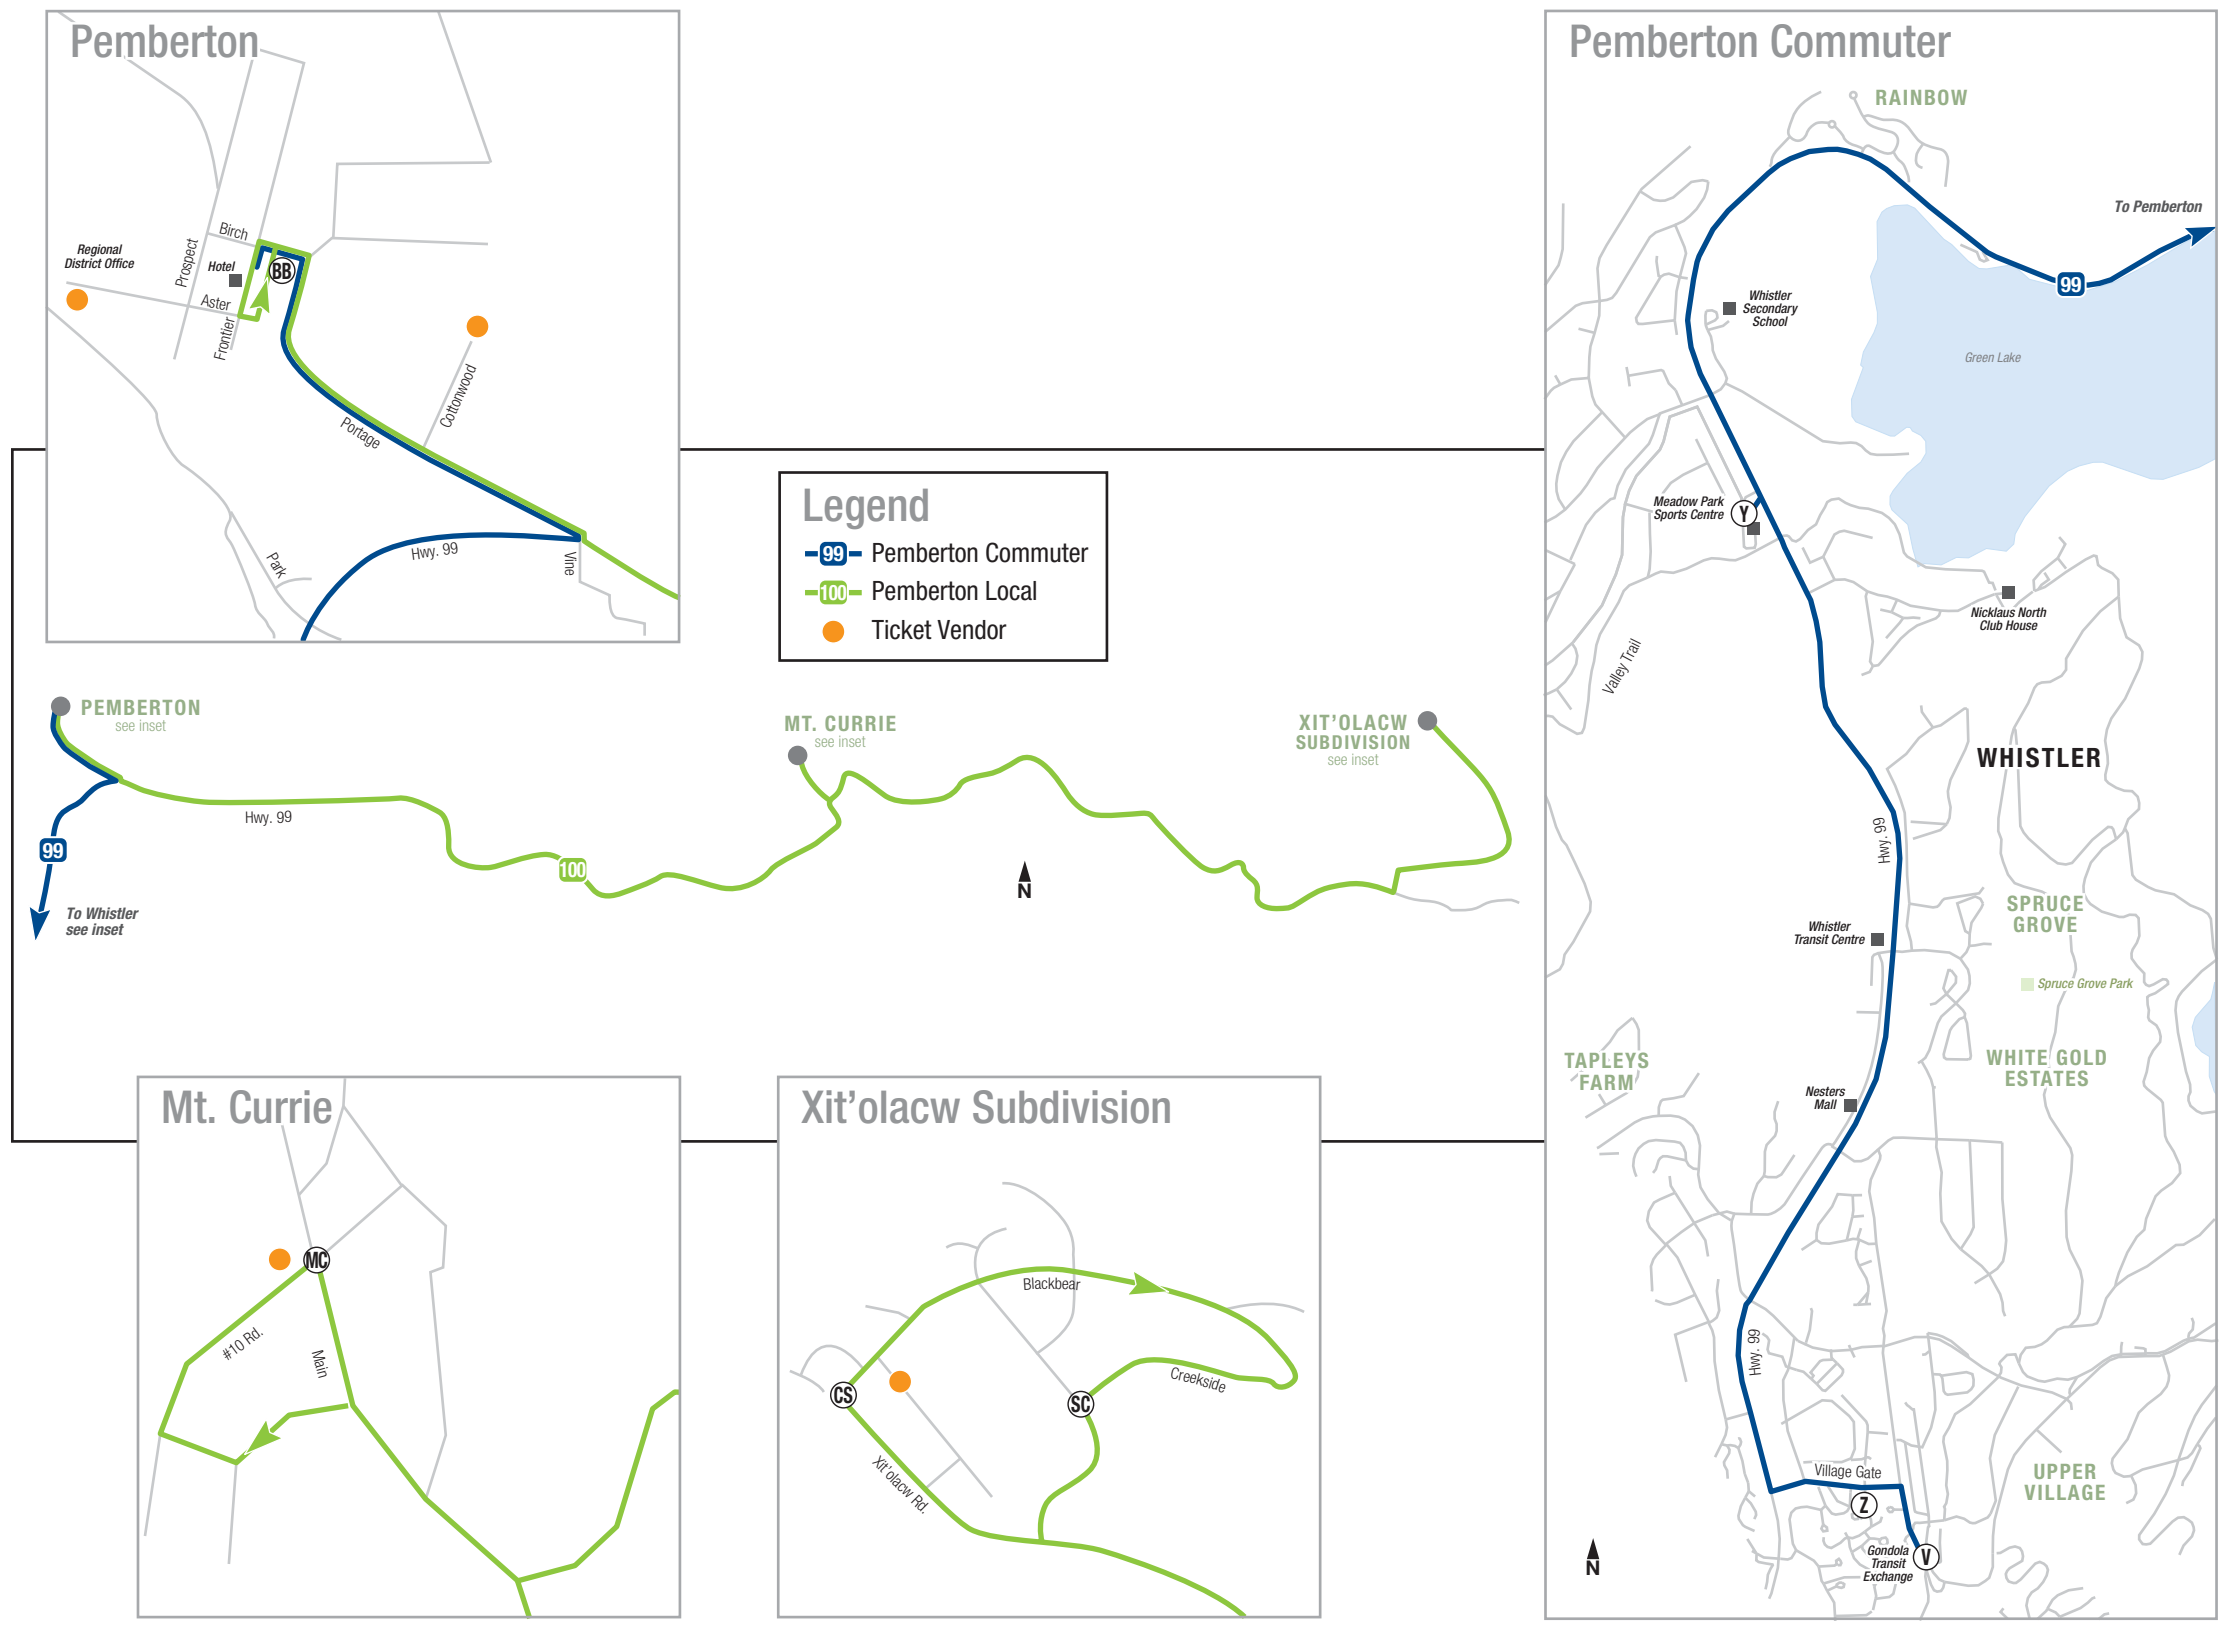 Pemberton
Birch
Prospect
Regional
District Office
Hotel
BB
Aster
Frontier
Cottonwood
Portage
Hwy. 99
Vine
Park
Legend
99 Pemberton Commuter
100 Pemberton Local
Ticket Vendor
PEMBERTON
see inset
MT. CURRIE
see inset
XIT'OLACW
SUBDIVISION
see inset
Hwy. 99
99
100
N
To Whistler
see inset
Mt. Currie
MC
#10 Rd.
Main
Xit'olacw Subdivision
Blackbear
Creekside
CS
SC
Xit'olacw Rd.
Pemberton Commuter
RAINBOW
To Pemberton
99
Whistler
Secondary
School
Green Lake
Meadow Park
Sports Centre
Y
Nicklaus North
Club House
Valley Trail
WHISTLER
Hwy. 99
SPRUCE
GROVE
Whistler
Transit Centre
Spruce Grove Park
TAPLEYS
FARM
WHITE GOLD
ESTATES
Nesters
Mall
Hwy. 99
Village Gate
Z
UPPER
VILLAGE
Gondola
Transit
Exchange
V
N